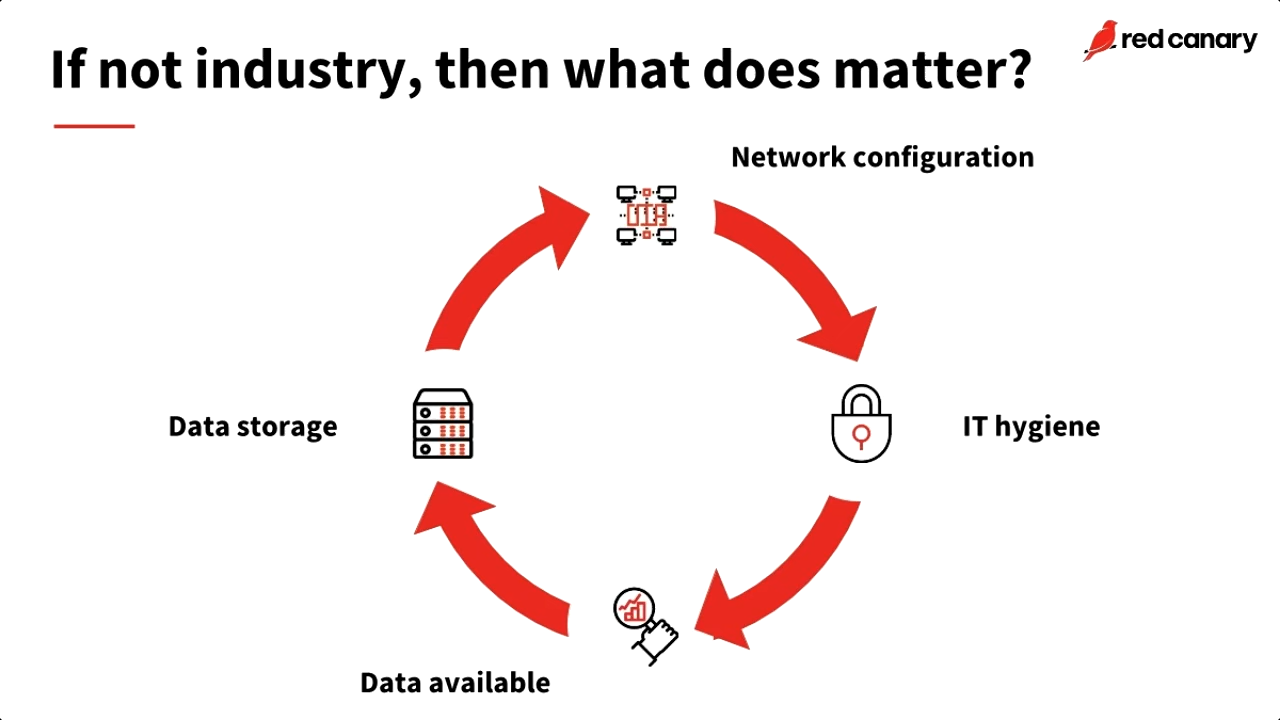 If not industry, then what does matter?
red canary
Network configuration
Data storage
IT hygiene
Data available